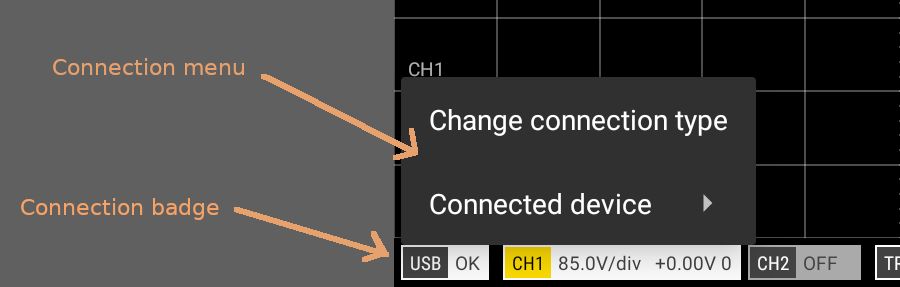 Connection menu
CH1
Change connection type
Connected device
Connection badge
USB OK CH1 85.0V/div +0.00V 0 CH2 OFF